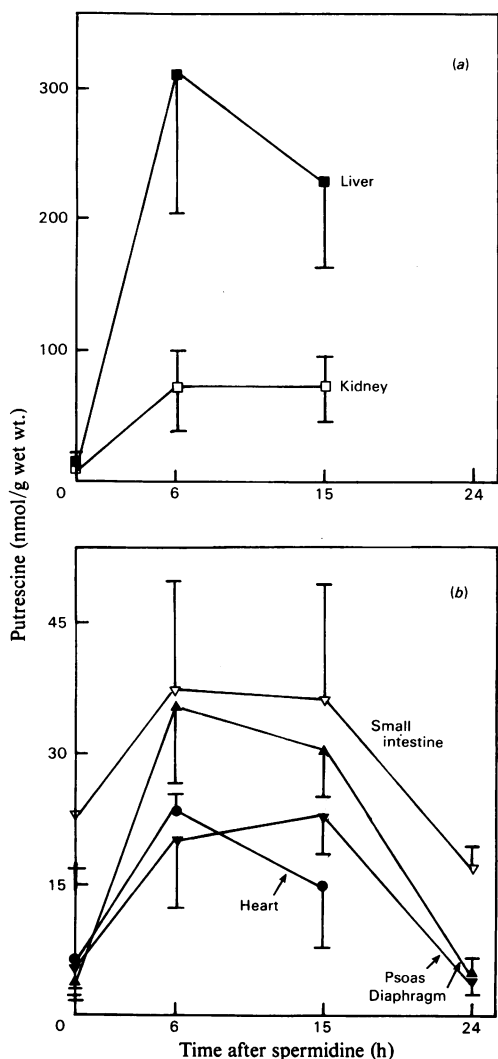 (a)
300
200
100
0
Liver
Kidney
6
15
24
Putrescine (nmol/g wet wt.)
(b)
45
30
15
0
Small
intestine
Heart
Psoas
Diaphragm
6
15
24
Time after spermidine (h)